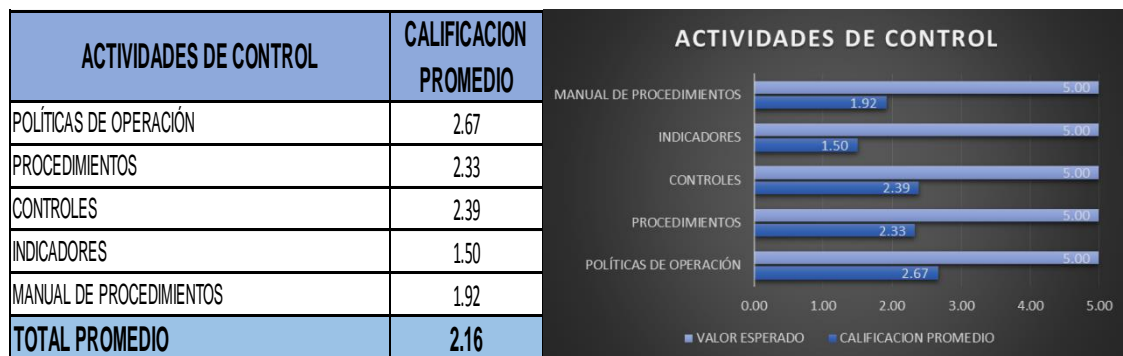 ACTIVIDADES DE CONTROL CALIFICACION PROMEDIO
POLÍTICAS DE OPERACIÓN 2.67
PROCEDIMIENTOS 2.33
CONTROLES 2.39
INDICADORES 1.50
MANUAL DE PROCEDIMIENTOS 1.92
TOTAL PROMEDIO 2.16
ACTIVIDADES DE CONTROL
5.00
MANUAL DE PROCEDIMIENTOS
1.92
5.00
INDICADORES
1.50
5.00
CONTROLES
2.39
5.00
PROCEDIMIENTOS
2.33
5.00
POLÍTICAS DE OPERACIÓN
2.67
0.00 1.00 2.00 3.00 4.00 5.00
VALOR ESPERADO CALIFICACION PROMEDIO